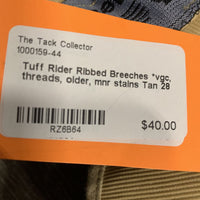 The Tack Collector
1000159-44
Tuff Rider Ribbed Breeches *vgc,
threads, older, mnr stains Tan 28
RZ6B64
$40.00